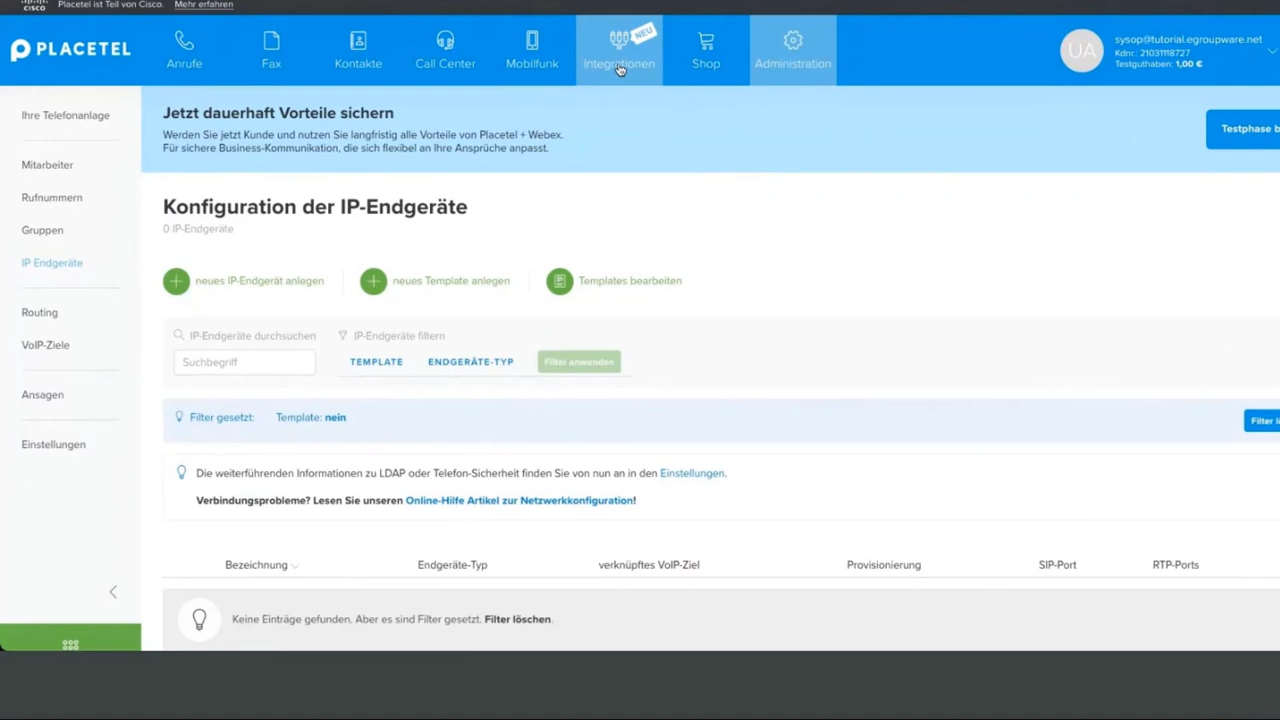 CISCO
Placetel ist Teil von Cisco. Mehr erfahren
PLACETEL
Anrufe
Fax
Kontakte
Call Center
Mobilfunk
Integrationen
NEU
Shop
Administration
UA
sysop@tutorial.egroupware.net
Kdnr.: 21031118727
Testguthaben: 1,00 €
Ihre Telefonanlage
Mitarbeiter
Rufnummern
Gruppen
IP Endgeräte
Routing
VoIP-Ziele
Ansagen
Einstellungen
Jetzt dauerhaft Vorteile sichern
Werden Sie jetzt Kunde und nutzen Sie langfristig alle Vorteile von Placetel + Webex.
Für sichere Business-Kommunikation, die sich flexibel an Ihre Ansprüche anpasst.
Testphase b
Konfiguration der IP-Endgeräte
0 IP-Endgeräte
neues IP-Endgerät anlegen
neues Template anlegen
Templates bearbeiten
IP-Endgeräte durchsuchen
IP-Endgeräte filtern
Suchbegriff
TEMPLATE
ENDGERÄTE-TYP
Filter anwenden
Filter gesetzt: Template: nein
Filter l
Die weiterführenden Informationen zu LDAP oder Telefon-Sicherheit finden Sie von nun an in den Einstellungen.
Verbindungsprobleme? Lesen Sie unseren Online-Hilfe Artikel zur Netzwerkkonfiguration!
Bezeichnung
Endgeräte-Typ
verknüpftes VoIP-Ziel
Provisionierung
SIP-Port
RTP-Ports
Keine Einträge gefunden. Aber es sind Filter gesetzt. Filter löschen.